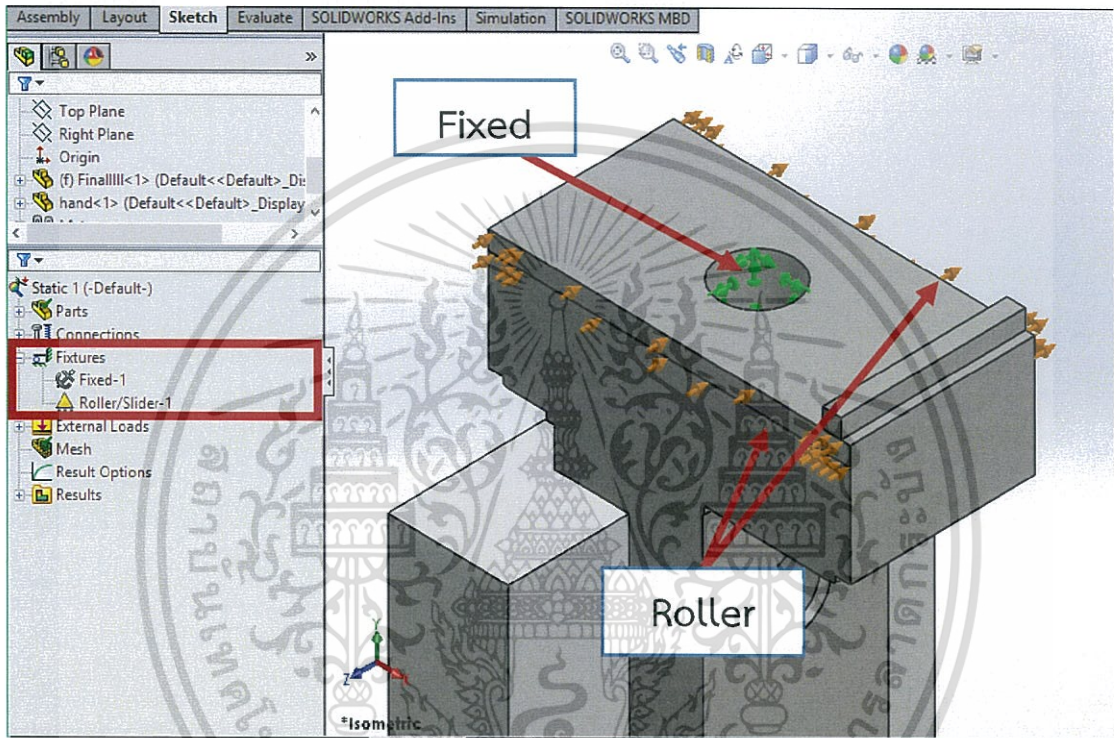 Assembly Layout Sketch Evaluate SOLIDWORKS Add-Ins Simulation SOLIDWORKS MBD
Top Plane
Right Plane
Origin
(f) Finalllll<1> (Default<<Default>_Dis
hand<1> (Default<<Default>_Display
Static 1 (-Default-)
Parts
Connections
Fixtures
Fixed-1
Roller/Slider-1
External Loads
Mesh
Result Options
Results
Fixed
Roller
Y
Z
*Isometric